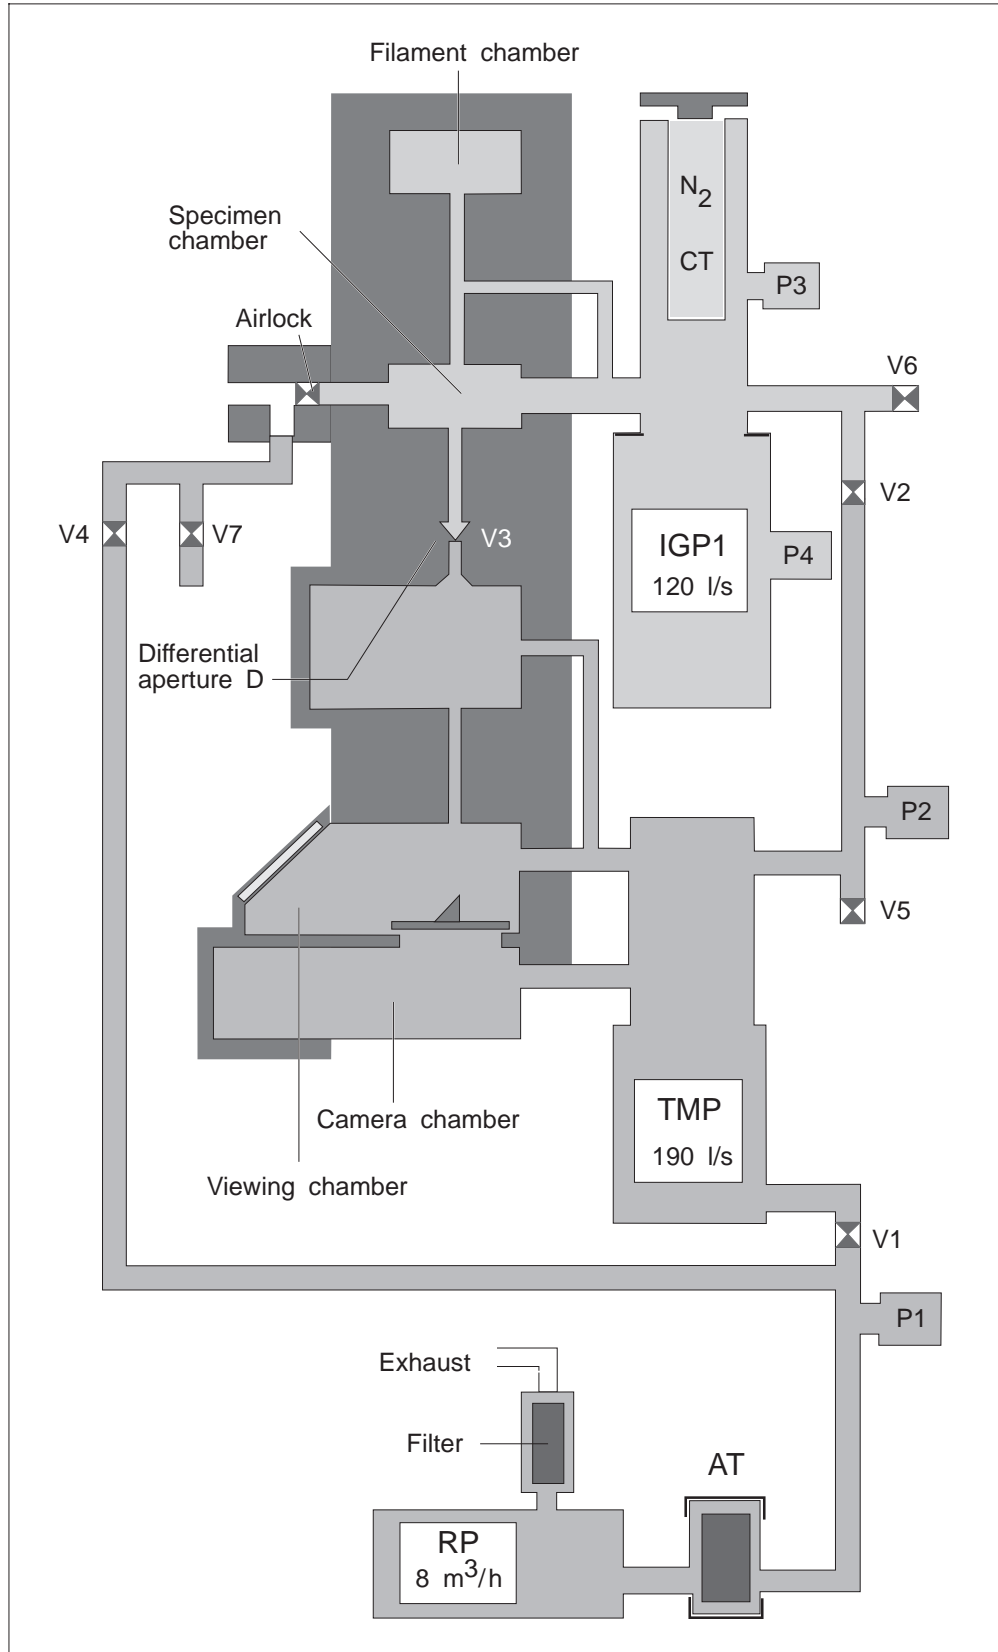 Filament chamber
N2
CT
P3
Specimen
chamber
Airlock
V6
V4
V7
V3
IGP1
120 l/s
P4
V2
Differential
aperture D
P2
V5
TMP
190 l/s
Camera chamber
Viewing chamber
V1
P1
Exhaust
Filter
AT
RP
8 m3/h